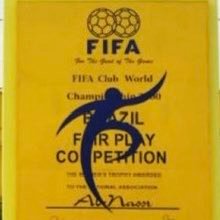 FIFA
For The Good of The Game
FIFA Club World
Championship 2000
BRAZIL
FAIR PLAY
COMPETITION
THE WINNER'S TROPHY AWARDED
TO THE NATIONAL ASSOCIATION
Al-Nassr